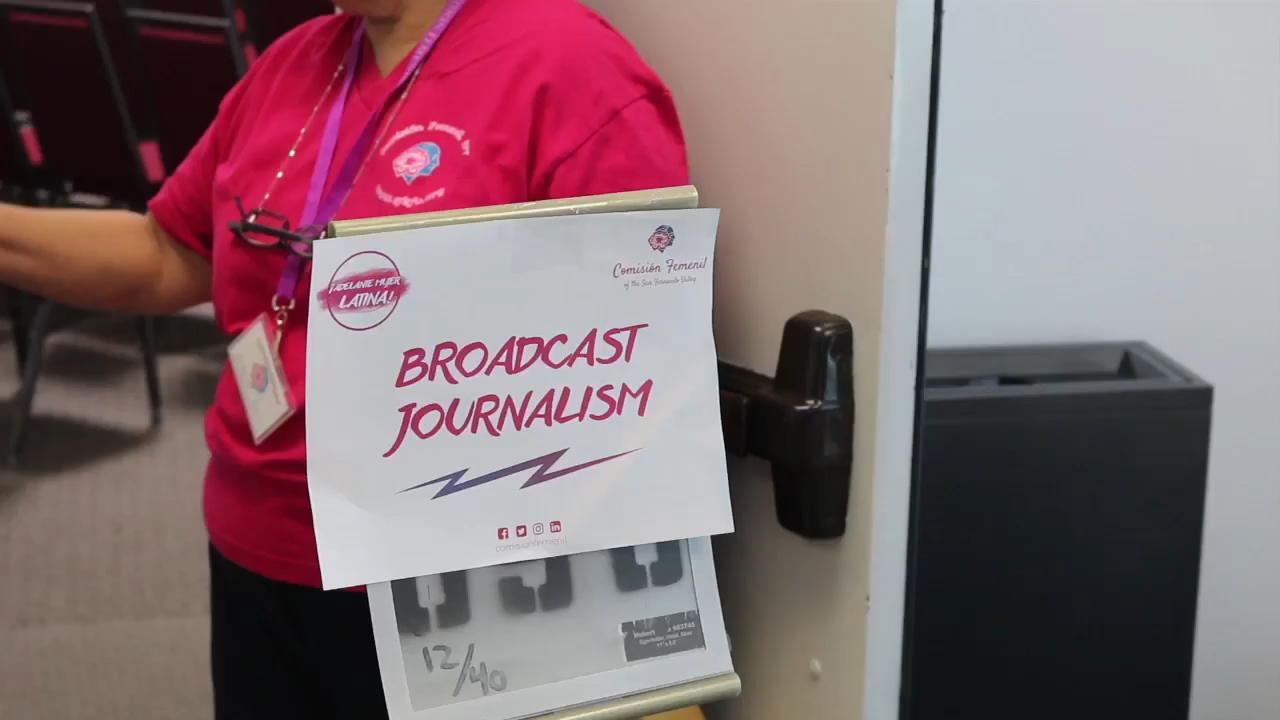 ¡ADELANTE MUJER
LATINA!
Comisión Femenil
of the San Fernando Valley
BROADCAST
JOURNALISM
comisionfemenil
12/40